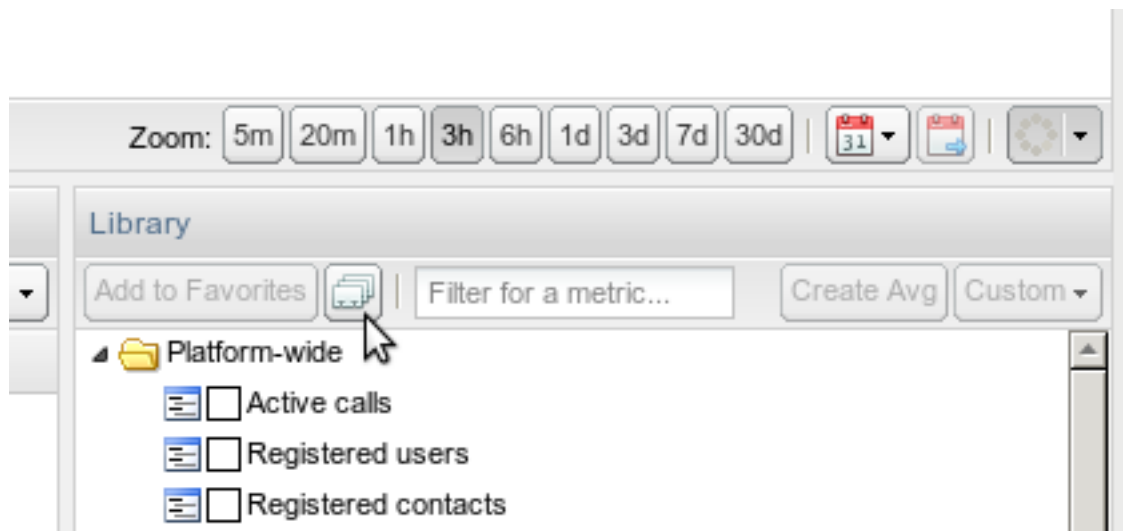 Zoom: 5m 20m 1h 3h 6h 1d 3d 7d 30d 31
Library
Add to Favorites Filter for a metric... Create Avg Custom
Platform-wide
Active calls
Registered users
Registered contacts